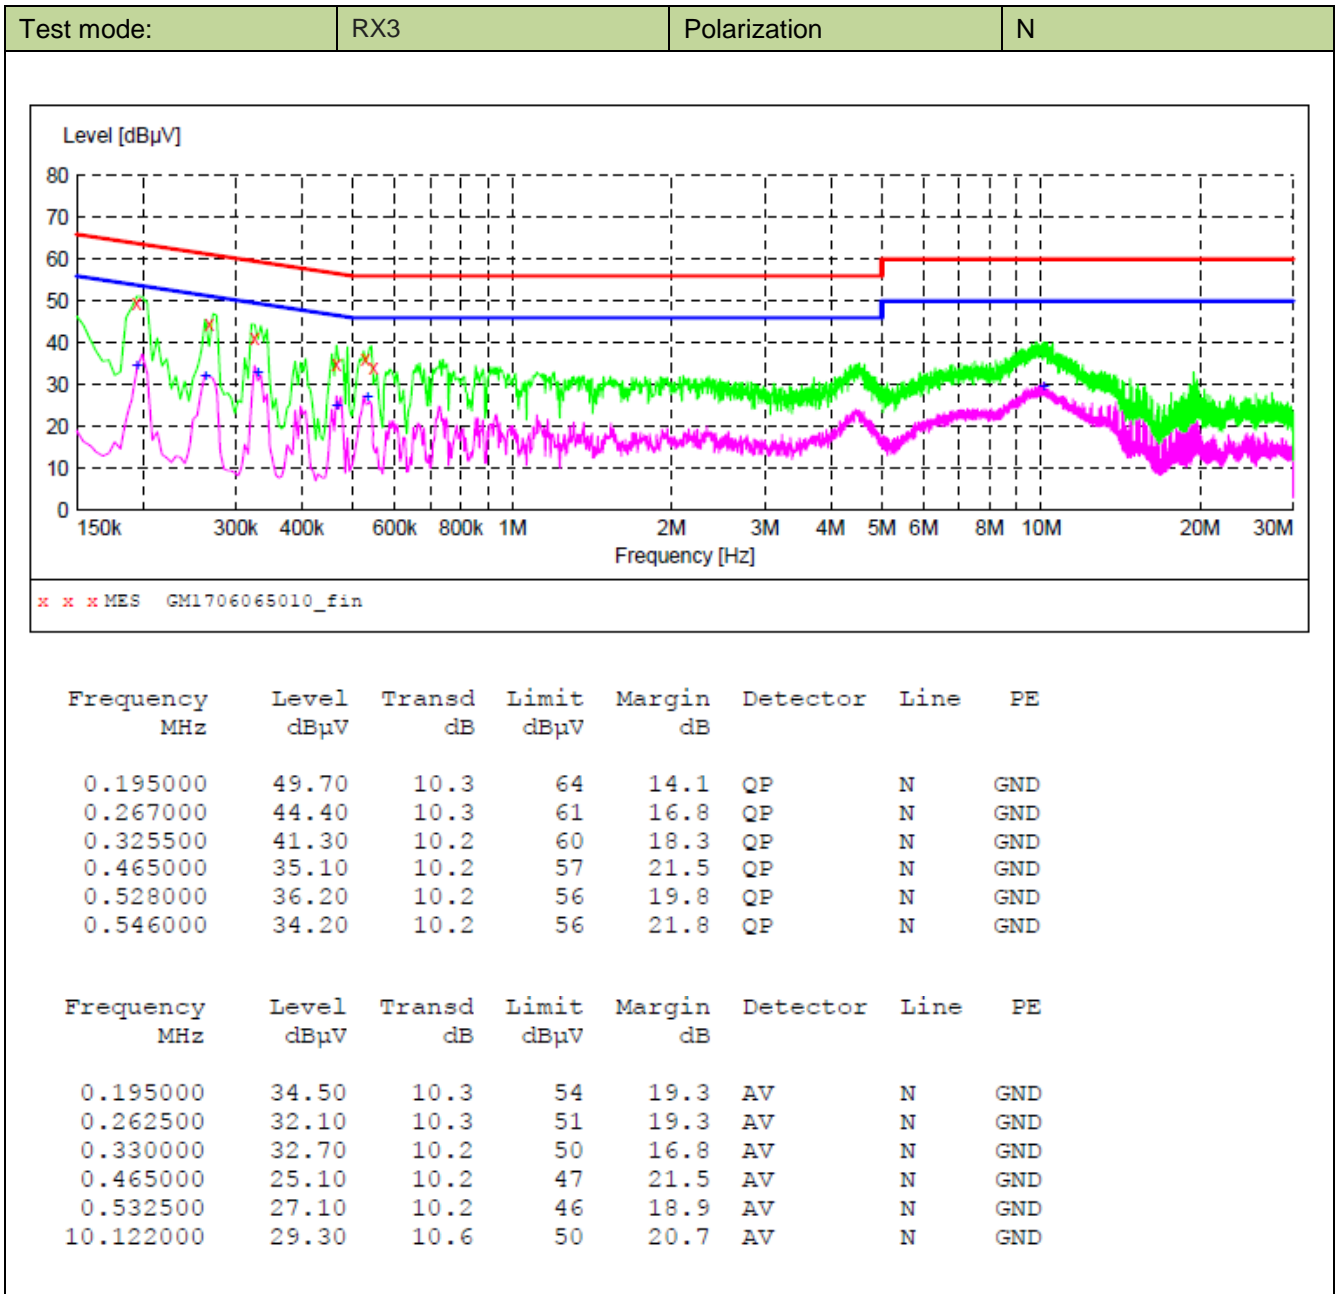 Test mode: RX3 Polarization N
Level [dBµV]
80
70
60
50
40
30
20
10
0
150k 300k 400k 600k 800k 1M 2M 3M 4M 5M 6M 8M 10M 20M 30M
Frequency [Hz]
x x x MES GM1706065010_fin
Frequency Level Transd Limit Margin Detector Line PE
MHz dBµV dB dBµV dB
0.195000 49.70 10.3 64 14.1 QP N GND
0.267000 44.40 10.3 61 16.8 QP N GND
0.325500 41.30 10.2 60 18.3 QP N GND
0.465000 35.10 10.2 57 21.5 QP N GND
0.528000 36.20 10.2 56 19.8 QP N GND
0.546000 34.20 10.2 56 21.8 QP N GND
Frequency Level Transd Limit Margin Detector Line PE
MHz dBµV dB dBµV dB
0.195000 34.50 10.3 54 19.3 AV N GND
0.262500 32.10 10.3 51 19.3 AV N GND
0.330000 32.70 10.2 50 16.8 AV N GND
0.465000 25.10 10.2 47 21.5 AV N GND
0.532500 27.10 10.2 46 18.9 AV N GND
10.122000 29.30 10.6 50 20.7 AV N GND